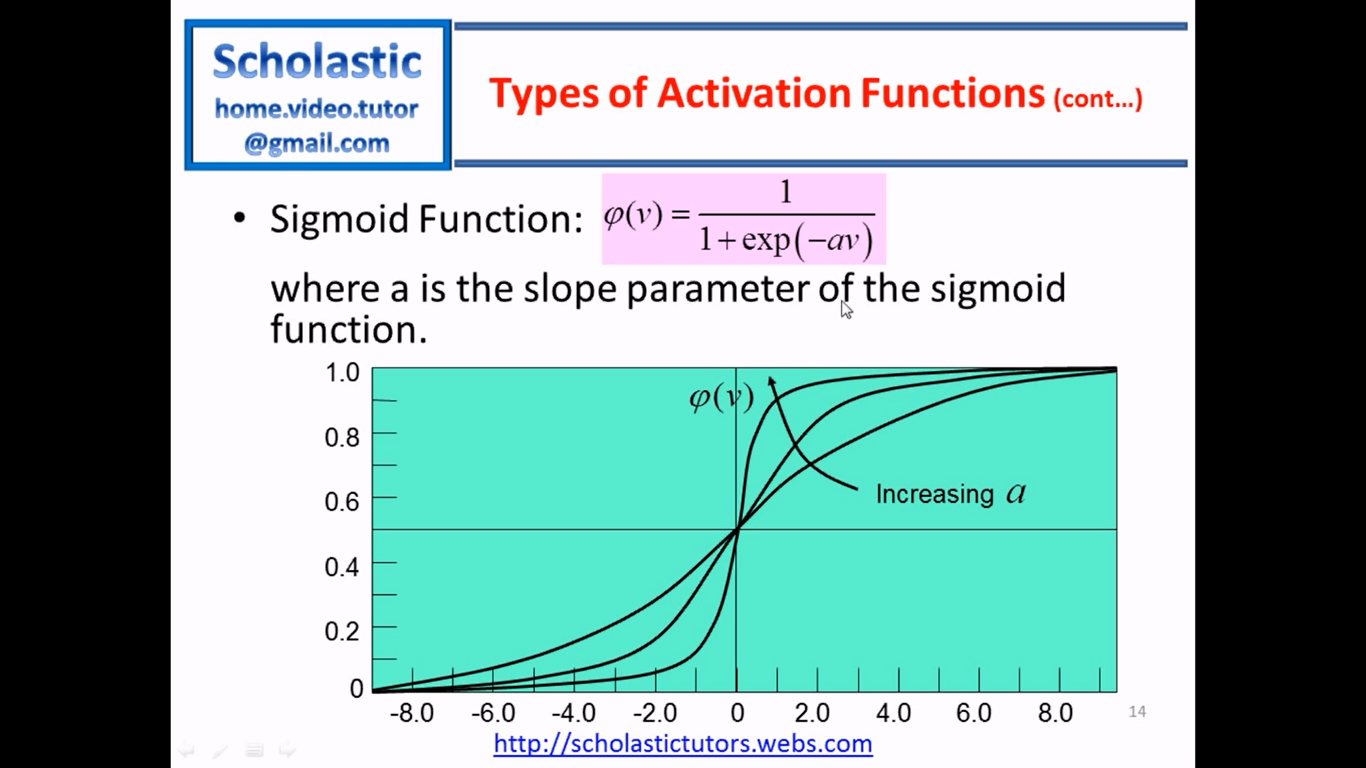 Scholastic
home.video.tutor
@gmail.com
Types of Activation Functions (cont…)
• Sigmoid Function: φ(v) = 1 / (1 + exp(−av))
where a is the slope parameter of the sigmoid
function.
1.0
0.8
0.6
0.4
0.2
0
φ(v)
Increasing a
-8.0 -6.0 -4.0 -2.0 0 2.0 4.0 6.0 8.0
14
http://scholastictutors.webs.com